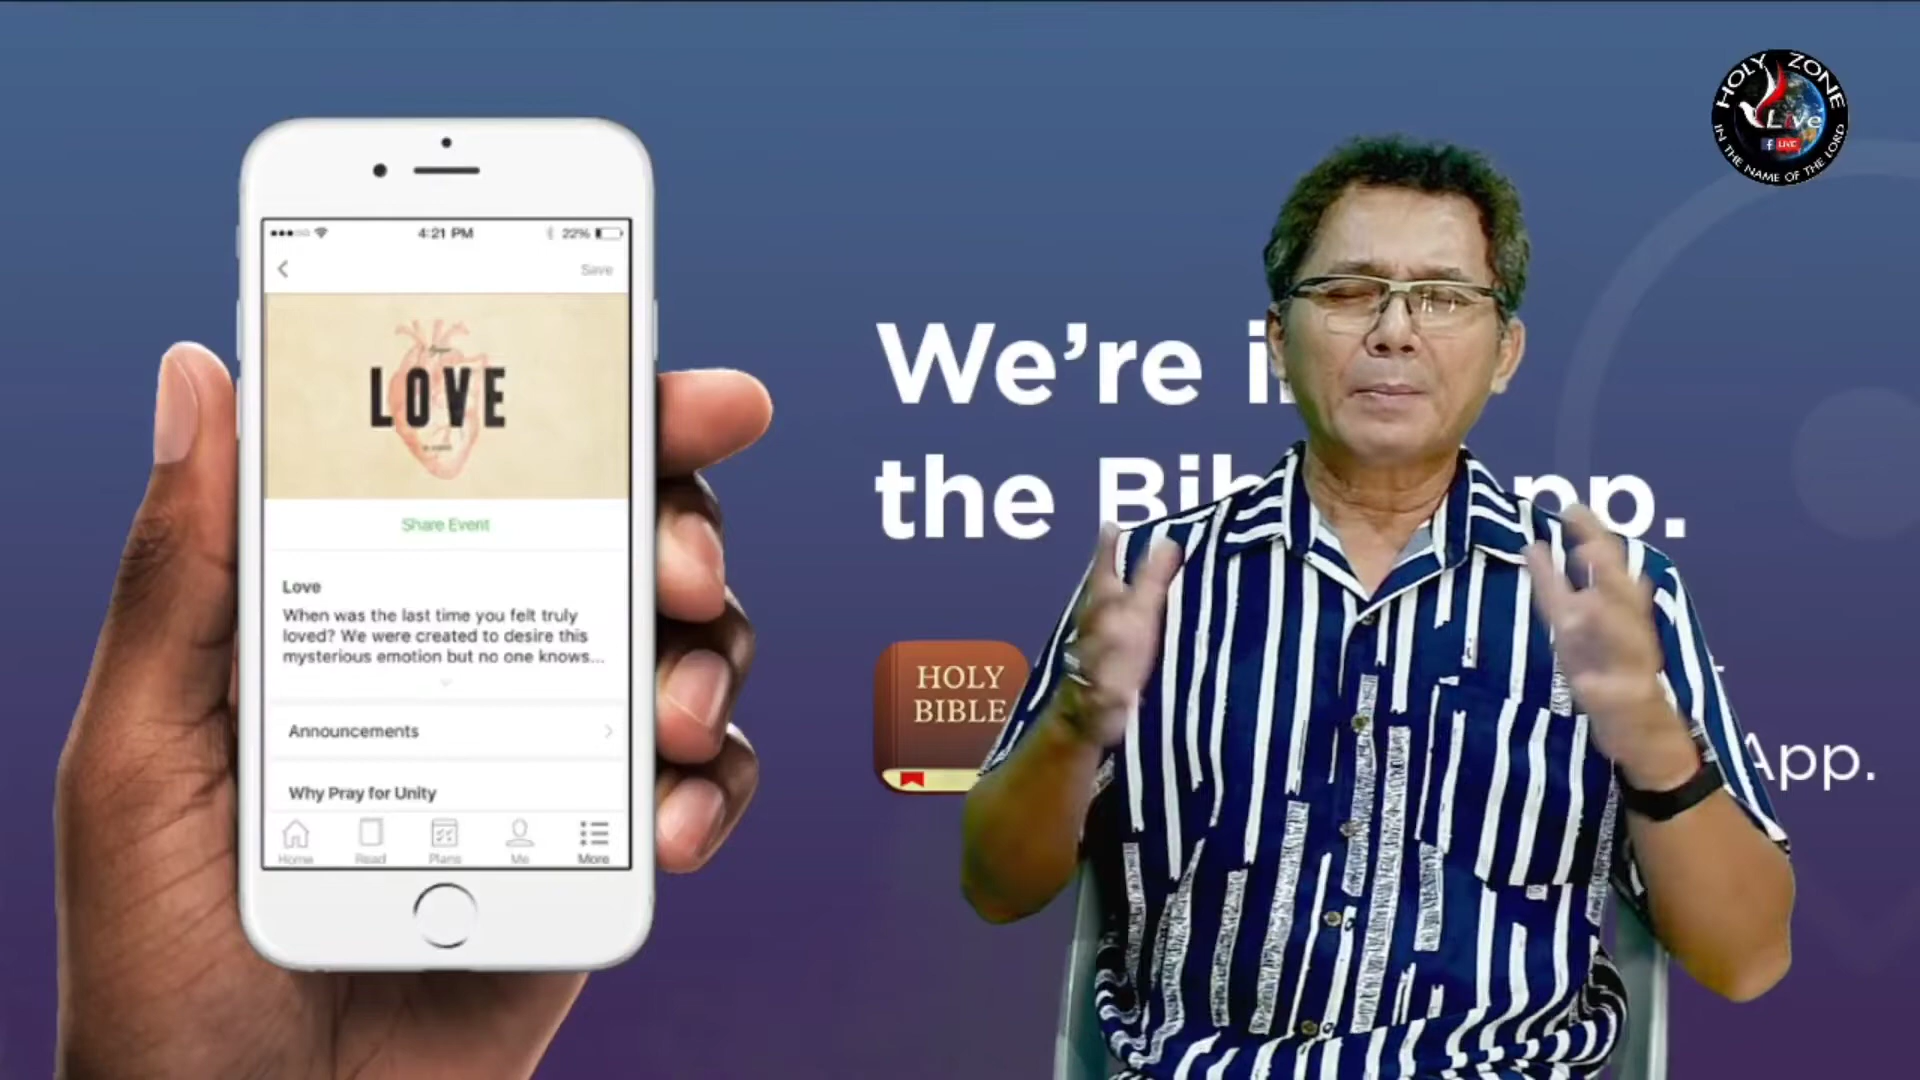 HOLY ZONE
Live
f LIVE
IN THE NAME OF THE LORD
4:21 PM
22%
Save
LOVE
Share Event
Love
When was the last time you felt truly
loved? We were created to desire this
mysterious emotion but no one knows...
Announcements
Why Pray for Unity
Home Read Plans Me More
We're i
the Bib pp.
HOLY
BIBLE
App.